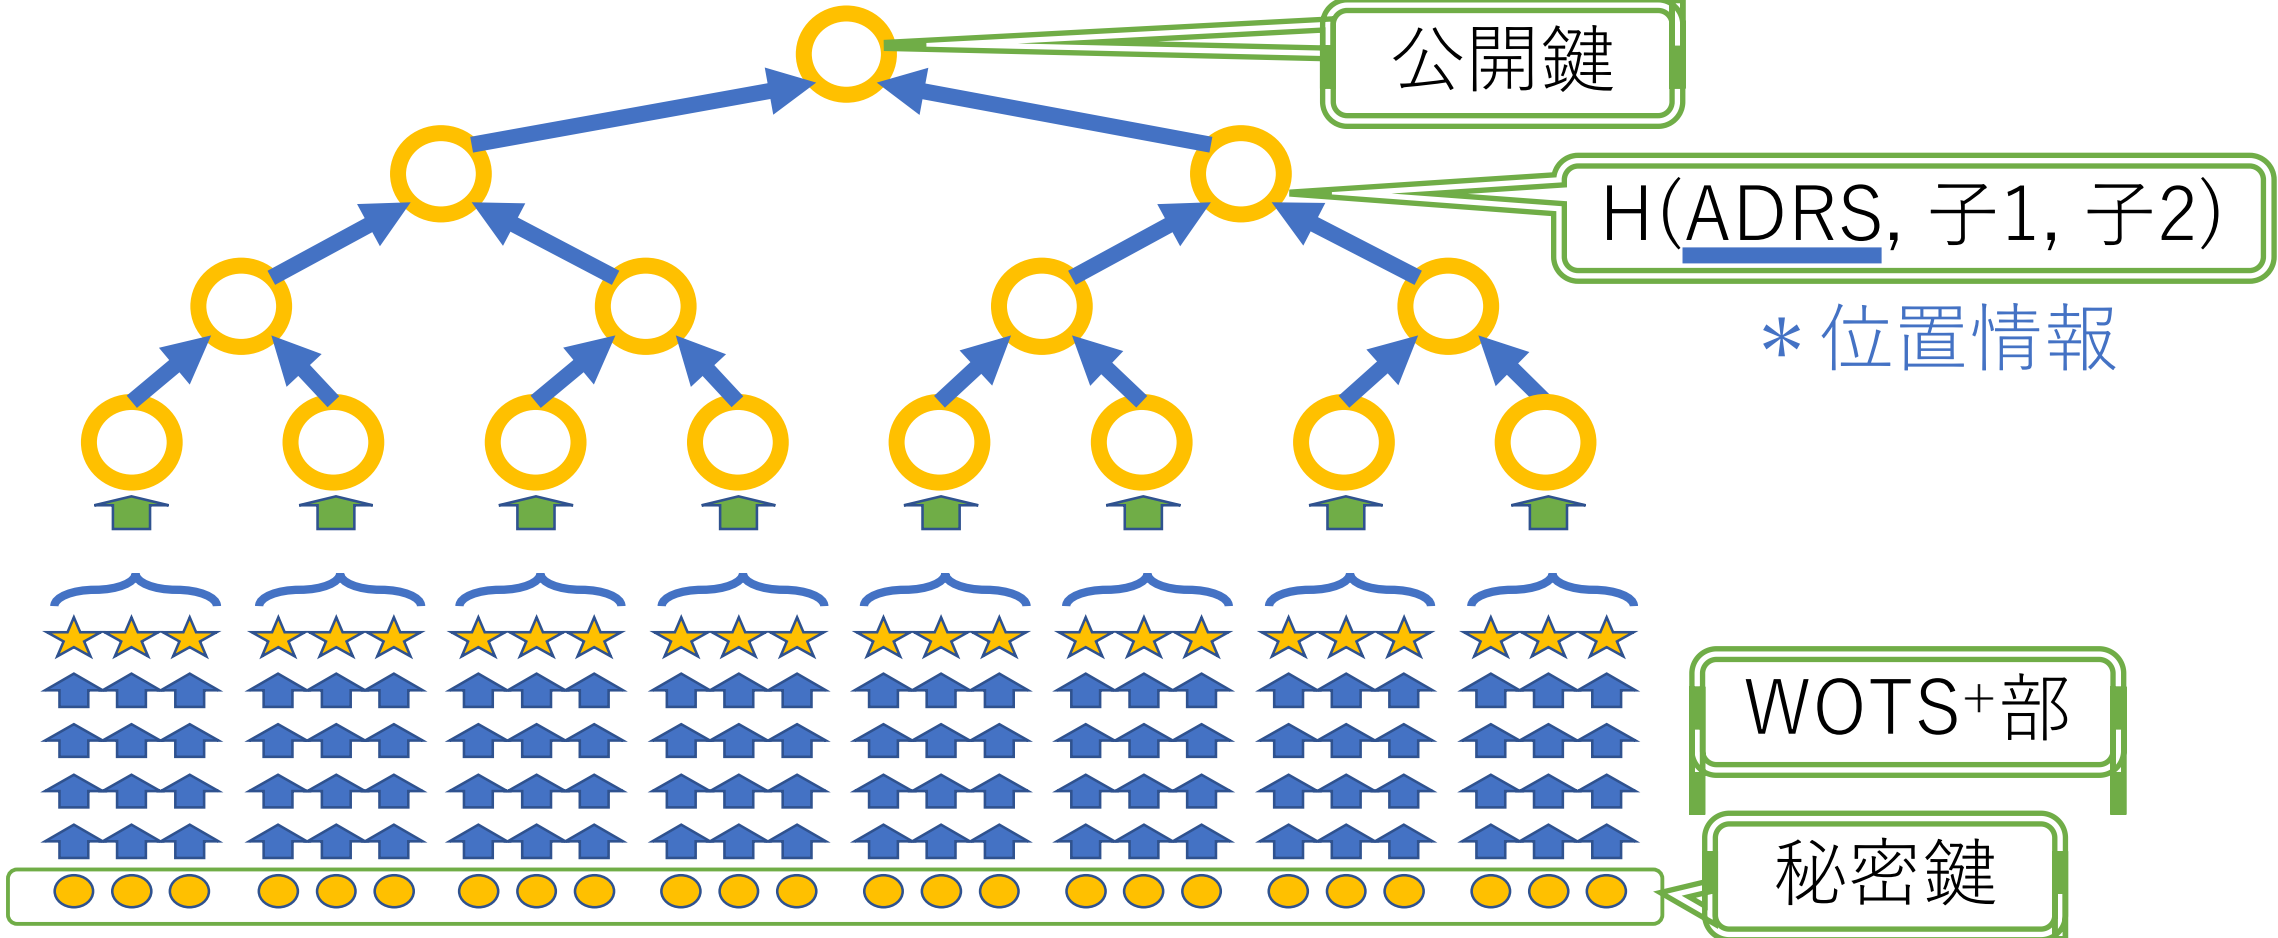 公開鍵
H(ADRS, 子1, 子2)
* 位置情報
WOTS⁺部
秘密鍵